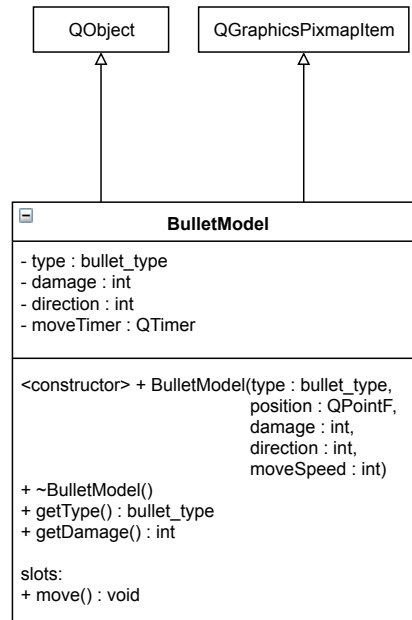 QObject
QGraphicsPixmapItem
BulletModel
- type : bullet_type
- damage : int
- direction : int
- moveTimer : QTimer
<constructor> + BulletModel(type : bullet_type,
position : QPointF,
damage : int,
direction : int,
moveSpeed : int)
+ ~BulletModel()
+ getType() : bullet_type
+ getDamage() : int
slots:
+ move() : void